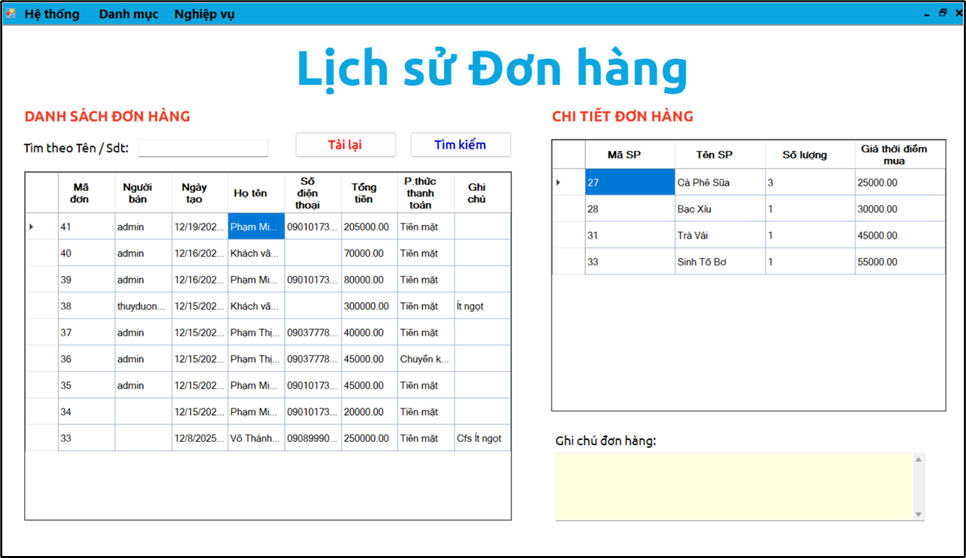 Hệ thống Danh mục Nghiệp vụ
Lịch sử Đơn hàng
DANH SÁCH ĐƠN HÀNG
Tìm theo Tên / Sdt: Tải lại Tìm kiếm
Mã đơn Người bán Ngày tạo Họ tên Số điện thoại Tổng tiền P.thức thanh toán Ghi chú
41 admin 12/19/202... Phạm Mi... 09010173... 205000.00 Tiền mặt
40 admin 12/16/202... Khách vã... 70000.00 Tiền mặt
39 admin 12/16/202... Phạm Mi... 09010173... 80000.00 Tiền mặt
38 thuyduon... 12/15/202... Khách vã... 300000.00 Tiền mặt Ít ngọt
37 admin 12/15/202... Phạm Thị... 09037778... 40000.00 Tiền mặt
36 admin 12/15/202... Phạm Thị... 09037778... 45000.00 Chuyển k...
35 admin 12/15/202... Phạm Mi... 09010173... 45000.00 Tiền mặt
34 12/15/202... Phạm Mi... 09010173... 20000.00 Tiền mặt
33 12/8/2025... Võ Thành... 09089990... 250000.00 Tiền mặt Cfs ít ngọt
CHI TIẾT ĐƠN HÀNG
Mã SP Tên SP Số lượng Giá thời điểm mua
27 Cà Phê Sữa 3 25000.00
28 Bạc Xỉu 1 30000.00
31 Trà Vải 1 45000.00
33 Sinh Tố Bơ 1 55000.00
Ghi chú đơn hàng: